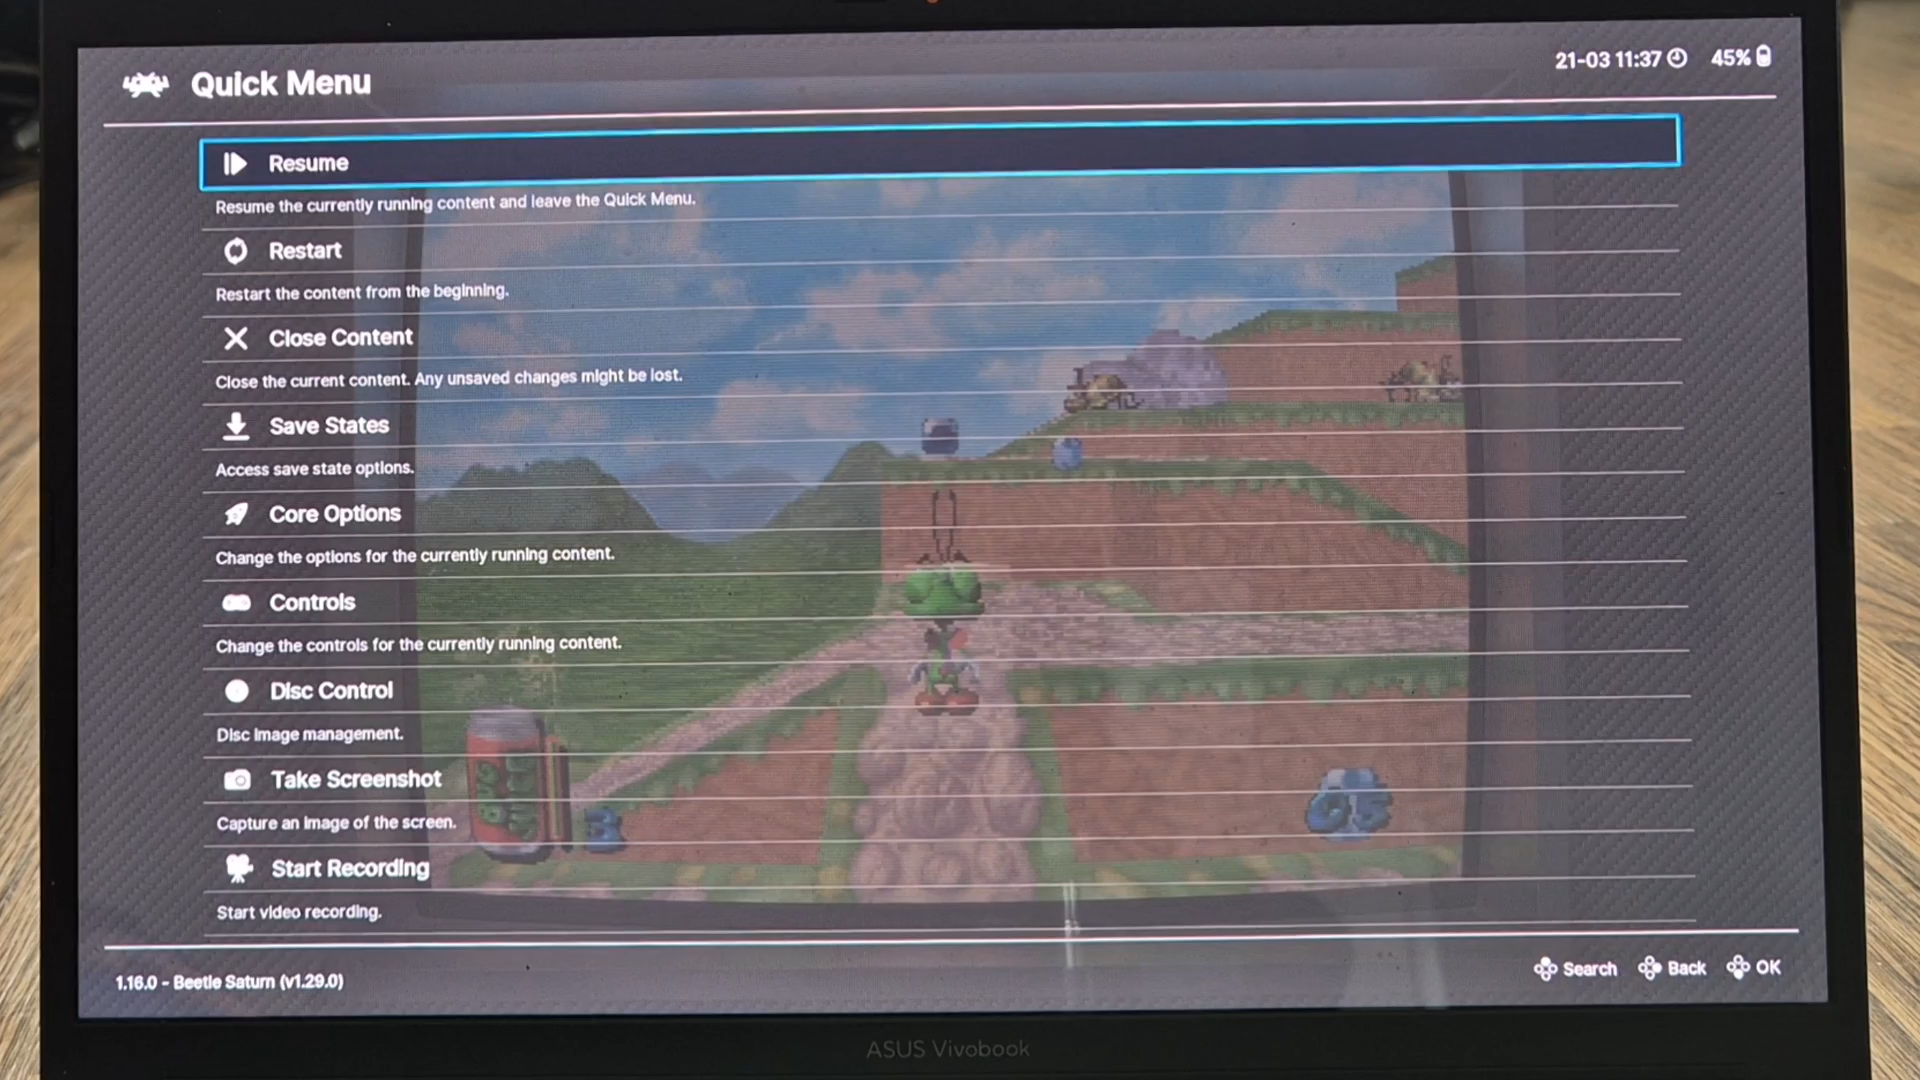 Quick Menu
21-03 11:37 45%
Resume
Resume the currently running content and leave the Quick Menu.
Restart
Restart the content from the beginning.
Close Content
Close the current content. Any unsaved changes might be lost.
Save States
Access save state options.
Core Options
Change the options for the currently running content.
Controls
Change the controls for the currently running content.
Disc Control
Disc image management.
Take Screenshot
Capture an image of the screen.
3
Start Recording
Start video recording.
1.16.0 - Beetle Saturn (v1.29.0)
Search Back OK
ASUS Vivobook